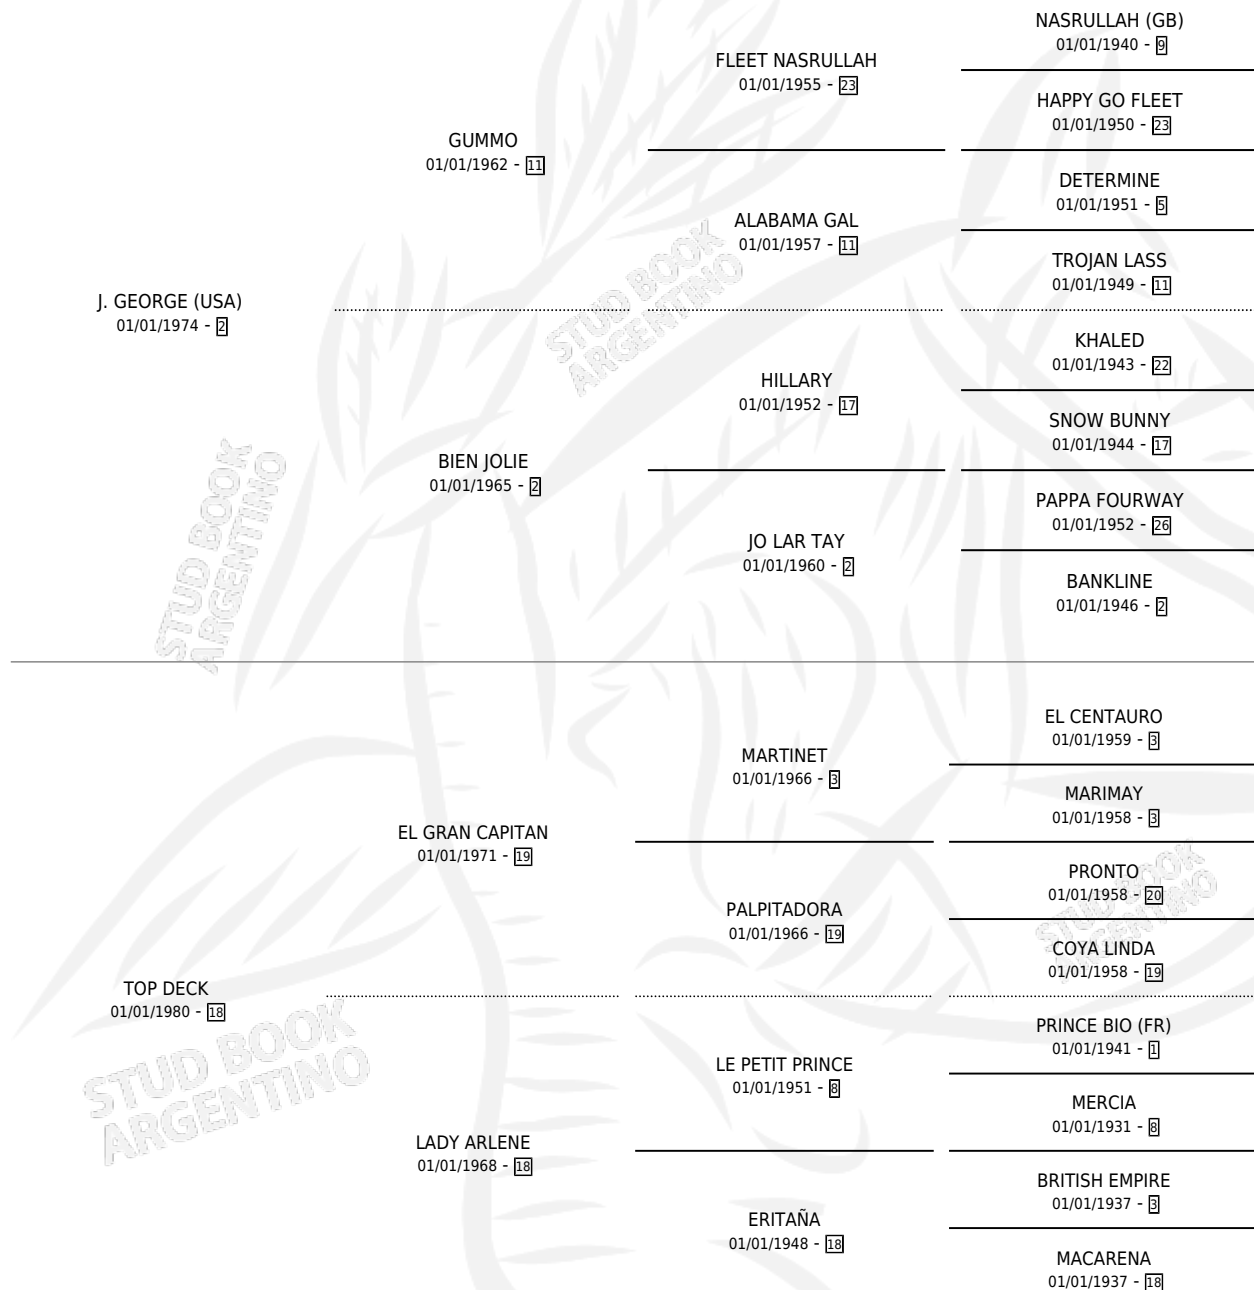 NASRULLAH (GB)
01/01/1940 - 9
FLEET NASRULLAH
01/01/1955 - 23
HAPPY GO FLEET
01/01/1950 - 23
GUMMO
01/01/1962 - 11
DETERMINE
01/01/1951 - 5
ALABAMA GAL
01/01/1957 - 11
TROJAN LASS
01/01/1949 - 11
J. GEORGE (USA)
01/01/1974 - 2
KHALED
01/01/1943 - 22
HILLARY
01/01/1952 - 17
SNOW BUNNY
01/01/1944 - 17
BIEN JOLIE
01/01/1965 - 2
PAPPA FOURWAY
01/01/1952 - 26
JO LAR TAY
01/01/1960 - 2
BANKLINE
01/01/1946 - 2
STUD BOOK
ARGENTINO
STUD BOOK
ARGENTINO
EL CENTAURO
01/01/1959 - 3
MARTINET
01/01/1966 - 3
MARIMAY
01/01/1958 - 3
EL GRAN CAPITAN
01/01/1971 - 19
PRONTO
01/01/1958 - 20
PALPITADORA
01/01/1966 - 19
COYA LINDA
01/01/1958 - 19
STUD BOOK
ARGENTINO
TOP DECK
01/01/1980 - 18
PRINCE BIO (FR)
01/01/1941 - 1
LE PETIT PRINCE
01/01/1951 - 8
MERCIA
01/01/1931 - 8
LADY ARLENE
01/01/1968 - 18
BRITISH EMPIRE
01/01/1937 - 3
ERITAÑA
01/01/1948 - 18
MACARENA
01/01/1937 - 18
STUD BOOK
ARGENTINO